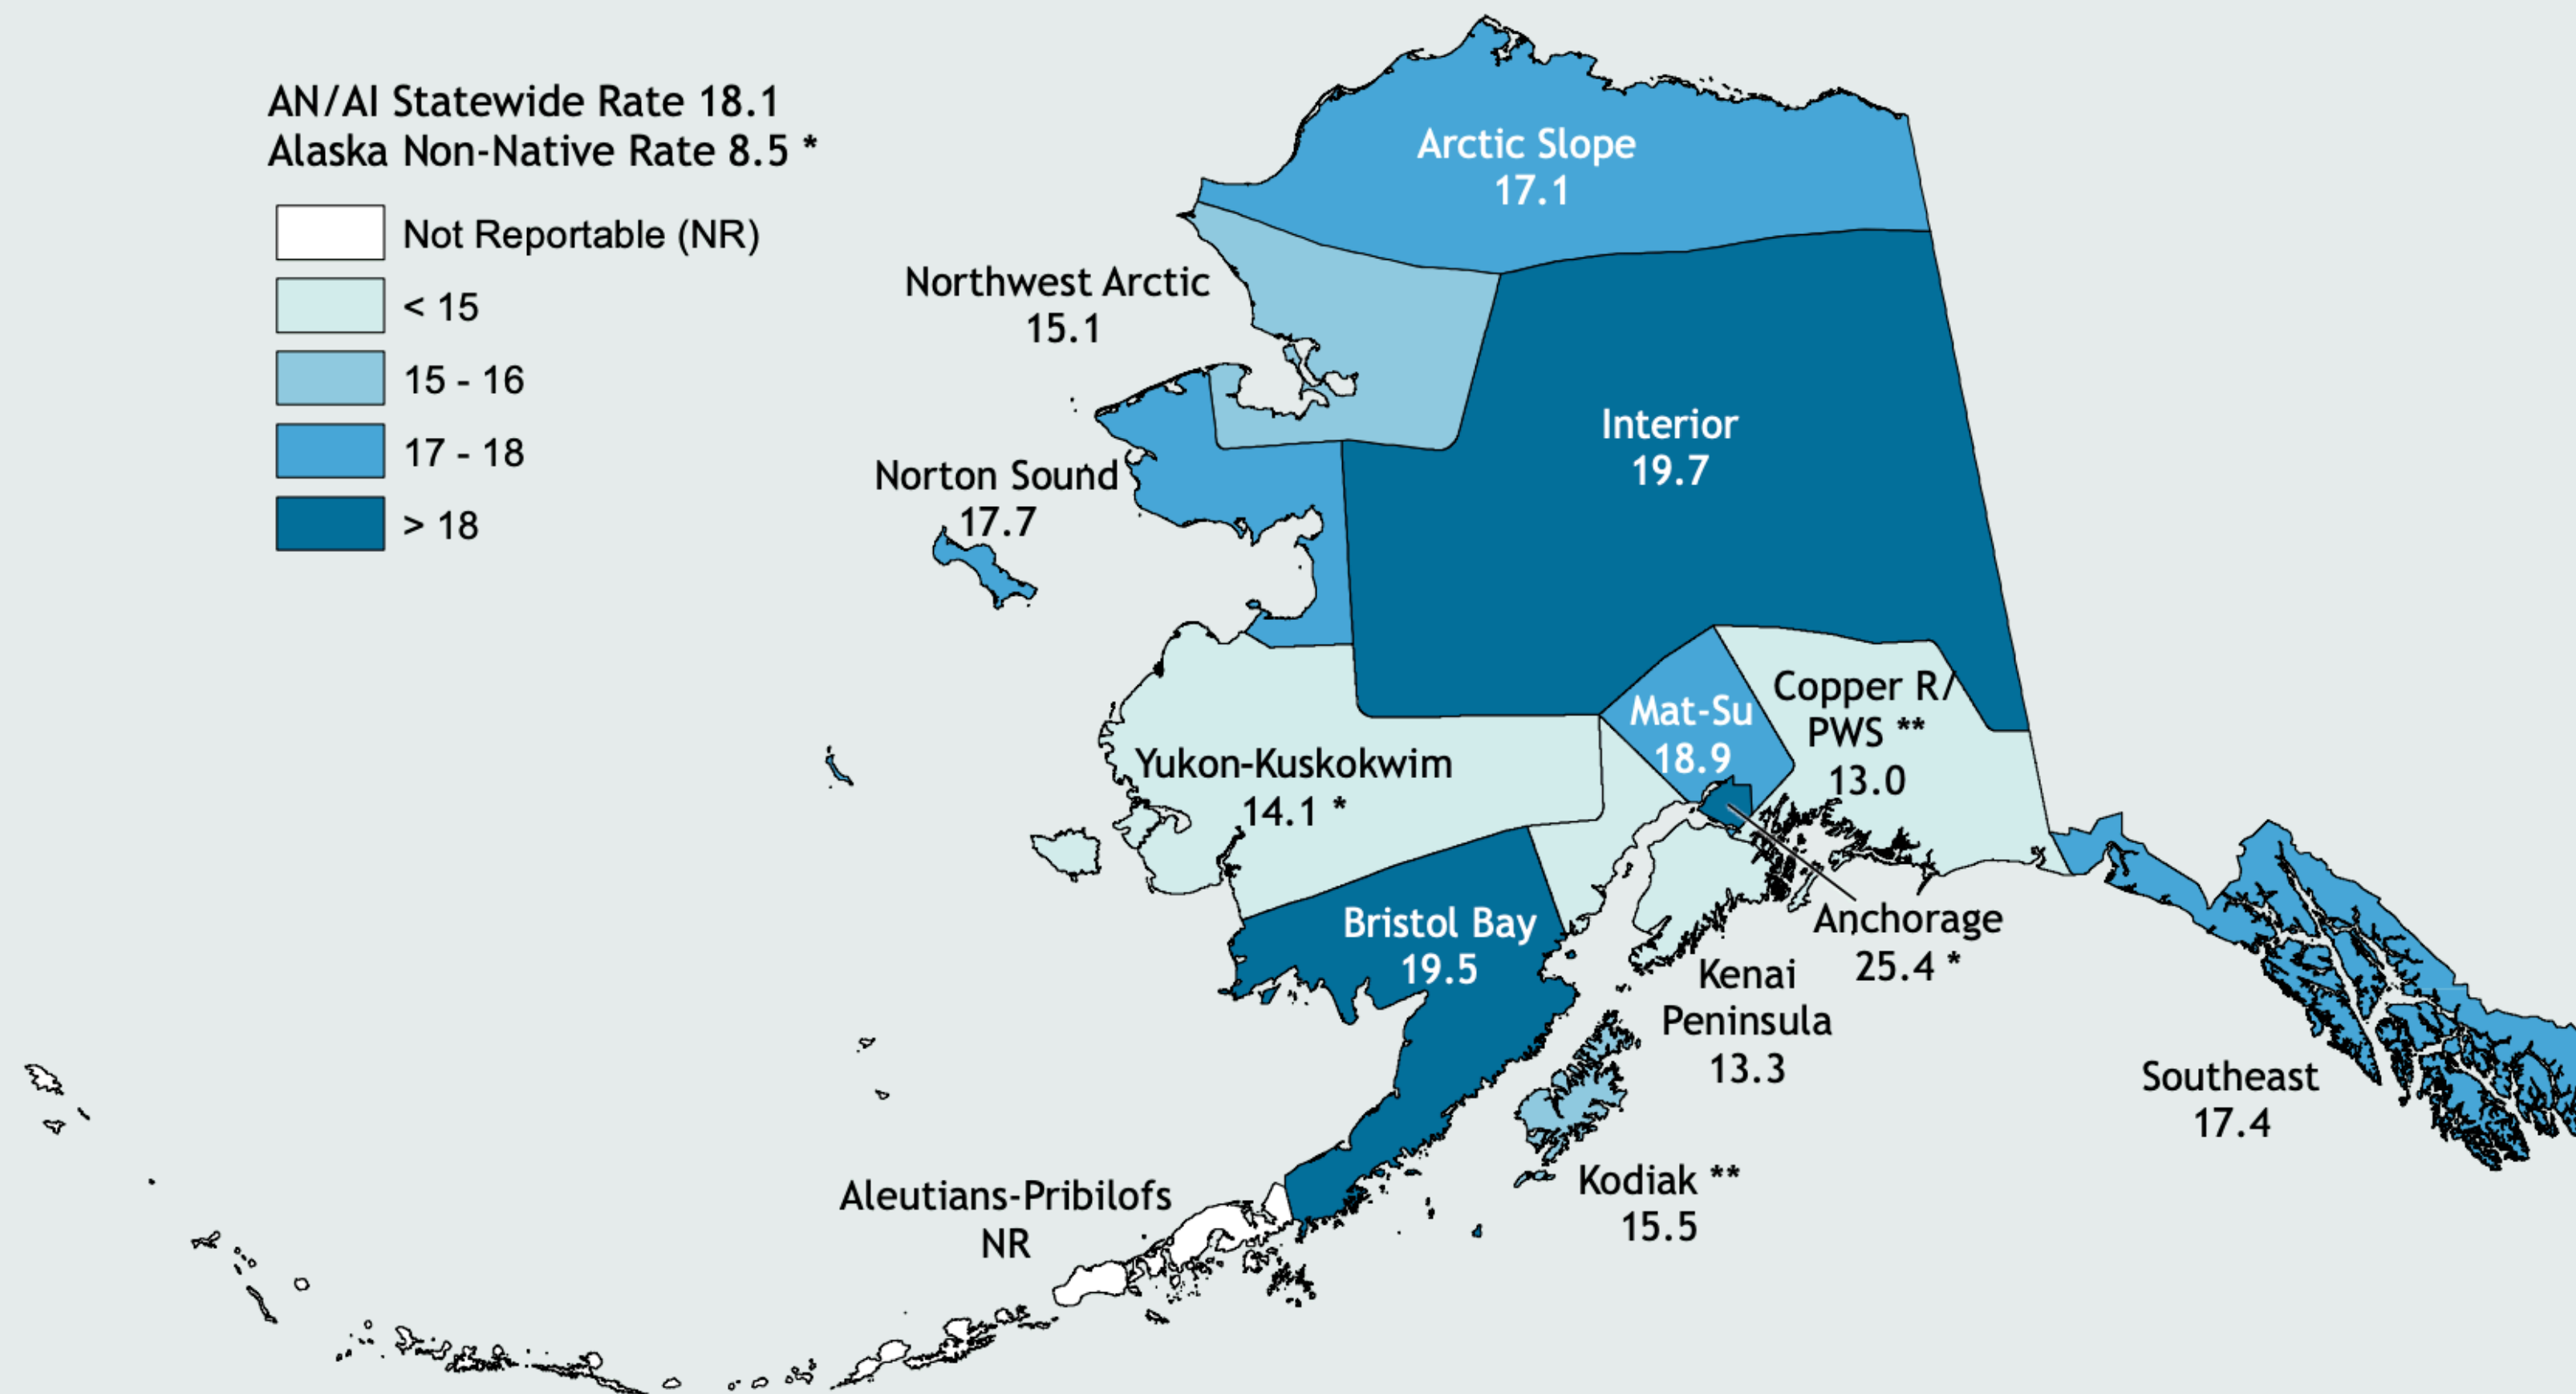 AN/AI Statewide Rate 18.1
Alaska Non-Native Rate 8.5 *
Not Reportable (NR)
< 15
15 - 16
17 - 18
> 18
Arctic Slope
17.1
Northwest Arctic
15.1
Interior
19.7
Norton Sound
17.7
Mat-Su
18.9
Copper R/
PWS **
13.0
Yukon-Kuskokwim
14.1 *
Bristol Bay
19.5
Anchorage
25.4 *
Kenai
Peninsula
13.3
Southeast
17.4
Kodiak **
15.5
Aleutians-Pribilofs
NR